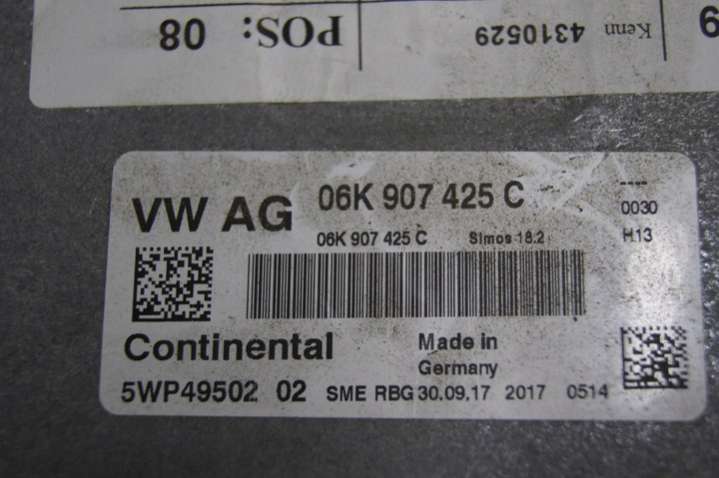 POS: 08
Kenn 4310529
VW AG 06K 907 425 C
----
0030
06K 907 425 C Simos 18.2
H13
Continental
Made in
Germany
5WP49502 02 SME RBG 30.09.17 2017 0514